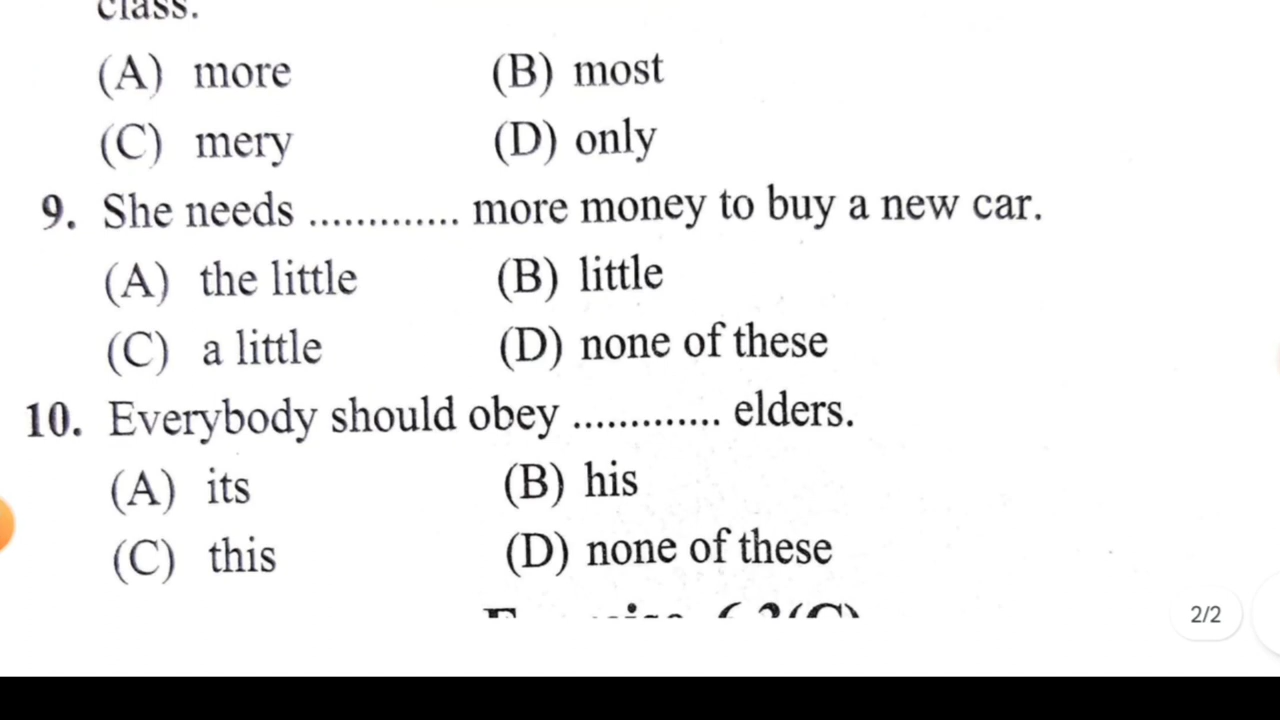 class.
(A) more (B) most
(C) mery (D) only
9. She needs ............. more money to buy a new car.
(A) the little (B) little
(C) a little (D) none of these
10. Everybody should obey ............. elders.
(A) its (B) his
(C) this (D) none of these
2/2